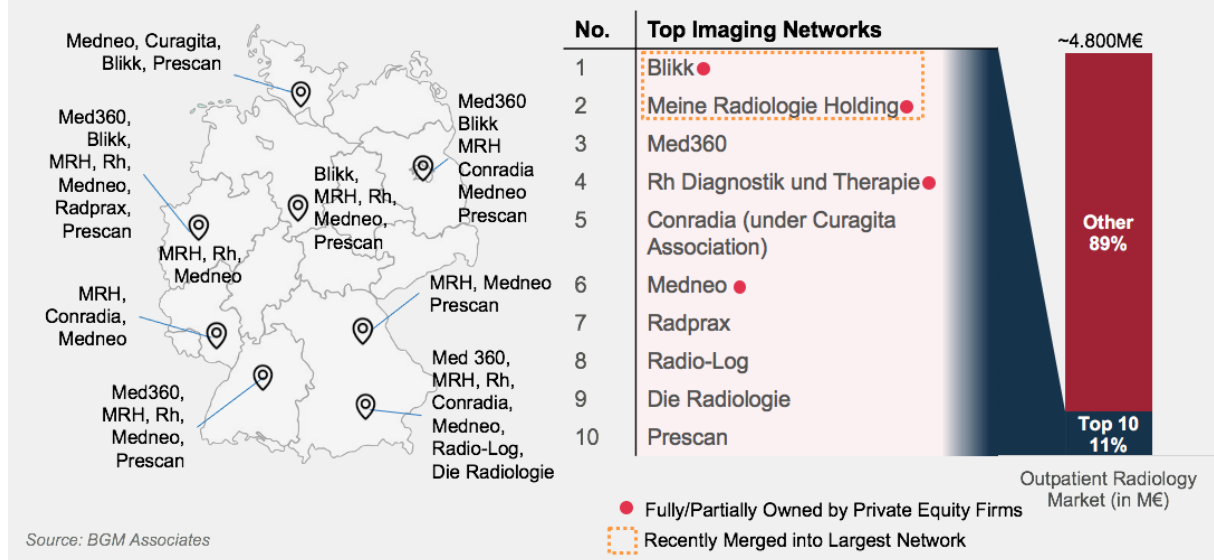 Medneo, Curagita,
Blikk, Prescan
Med360,
Blikk,
MRH, Rh,
Medneo,
Radprax,
Prescan
Med360
Blikk
MRH
Conradia
Medneo
Prescan
Blikk,
MRH, Rh,
Medneo,
Prescan
MRH, Rh,
Medneo
MRH,
Conradia,
Medneo
MRH, Medneo
Prescan
Med360,
MRH, Rh,
Medneo,
Prescan
Med 360,
MRH, Rh,
Conradia,
Medneo,
Radio-Log,
Die Radiologie
No. Top Imaging Networks
1 Blikk
2 Meine Radiologie Holding
3 Med360
4 Rh Diagnostik und Therapie
5 Conradia (under Curagita
Association)
6 Medneo
7 Radprax
8 Radio-Log
9 Die Radiologie
10 Prescan
~4.800M€
Other
89%
Top 10
11%
Outpatient Radiology
Market (in M€)
Fully/Partially Owned by Private Equity Firms
Recently Merged into Largest Network
Source: BGM Associates